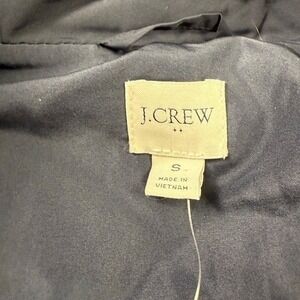 J.CREW
++
S
MADE IN
VIETNAM